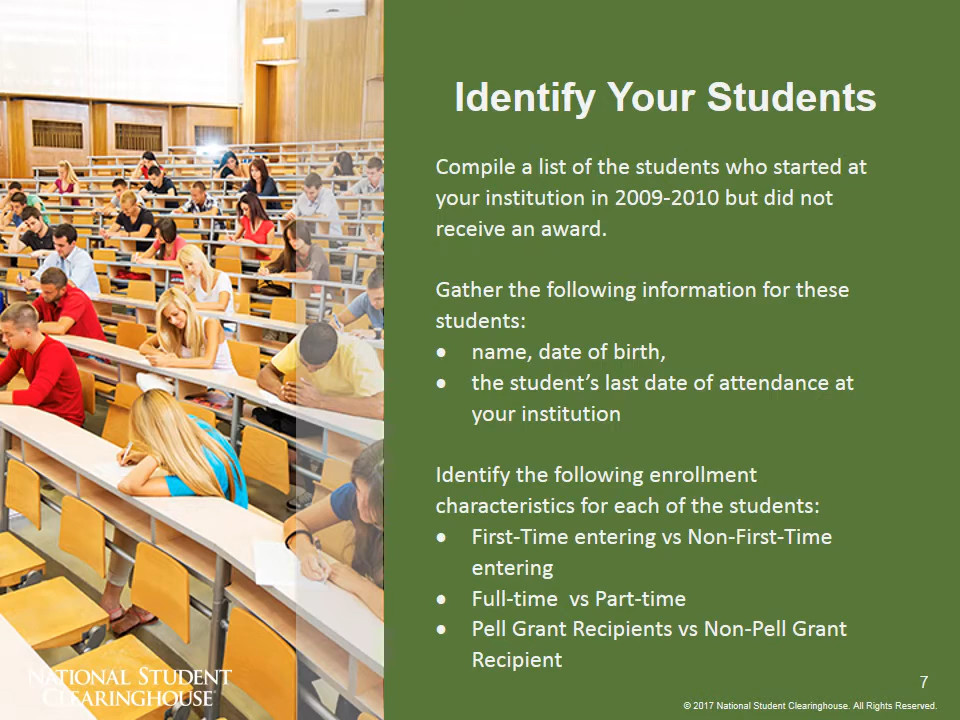 Identify Your Students
Compile a list of the students who started at
your institution in 2009-2010 but did not
receive an award.
Gather the following information for these
students:
• name, date of birth,
• the student’s last date of attendance at
your institution
Identify the following enrollment
characteristics for each of the students:
• First-Time entering vs Non-First-Time
entering
• Full-time  vs Part-time
• Pell Grant Recipients vs Non-Pell Grant
Recipient
NATIONAL STUDENT
CLEARINGHOUSE
7
© 2017 National Student Clearinghouse. All Rights Reserved.